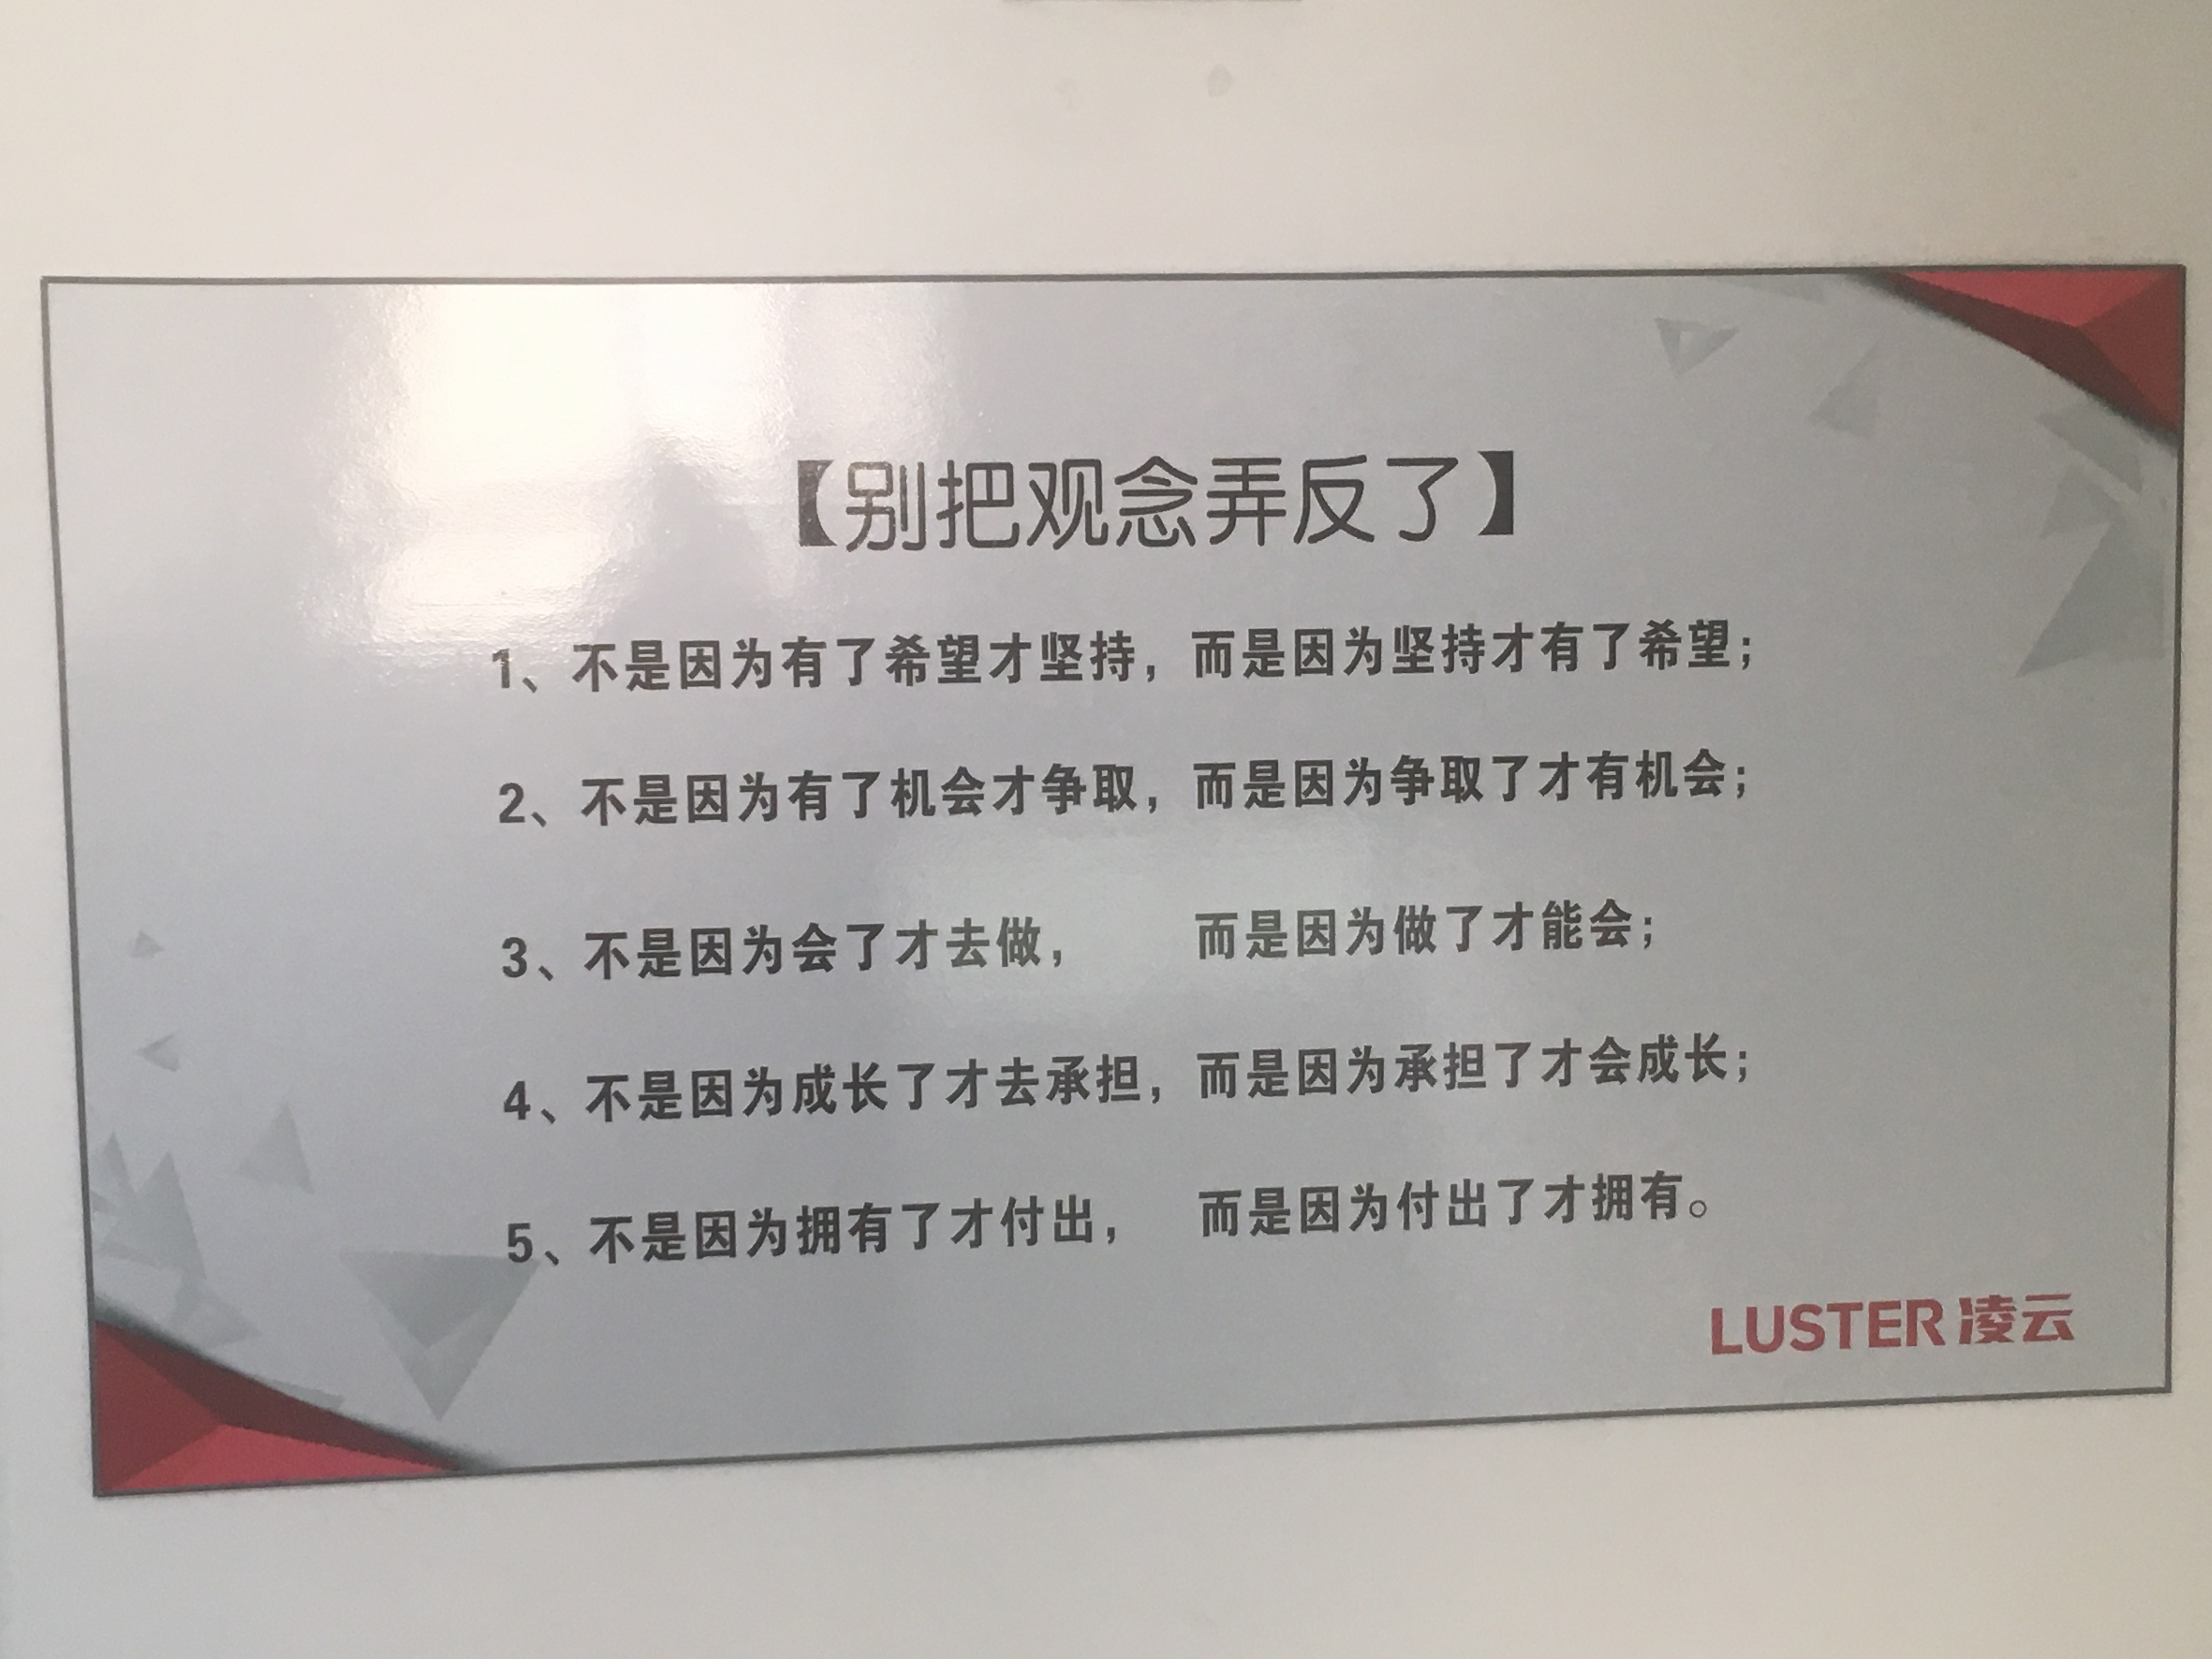 【别把观念弄反了】
1、不是因为有了希望才坚持，而是因为坚持才有了希望；
2、不是因为有了机会才争取，而是因为争取了才有机会；
3、不是因为会了才去做，而是因为做了才能会；
4、不是因为成长了才去承担，而是因为承担了才会成长；
5、不是因为拥有了才付出，而是因为付出了才拥有。
LUSTER 凌云